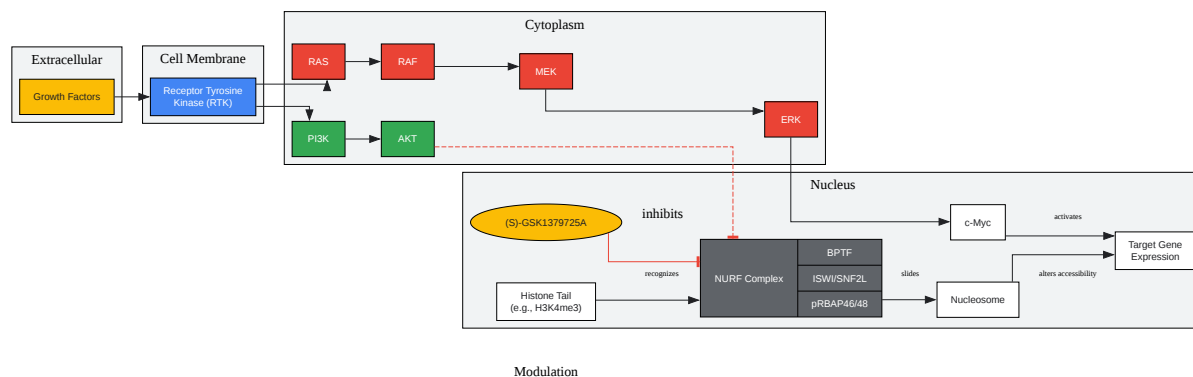 Cytoplasm
Extracellular
Cell Membrane
RAS
RAF
MEK
Growth Factors
Receptor Tyrosine
Kinase (RTK)
ERK
PI3K
AKT
Nucleus
(S)-GSK1379725A
inhibits
c-Myc
activates
Target Gene
Expression
BPTF
recognizes
NURF Complex
ISWI/SNF2L
slides
alters accessibility
Histone Tail
(e.g., H3K4me3)
pRBAP46/48
Nucleosome
Modulation